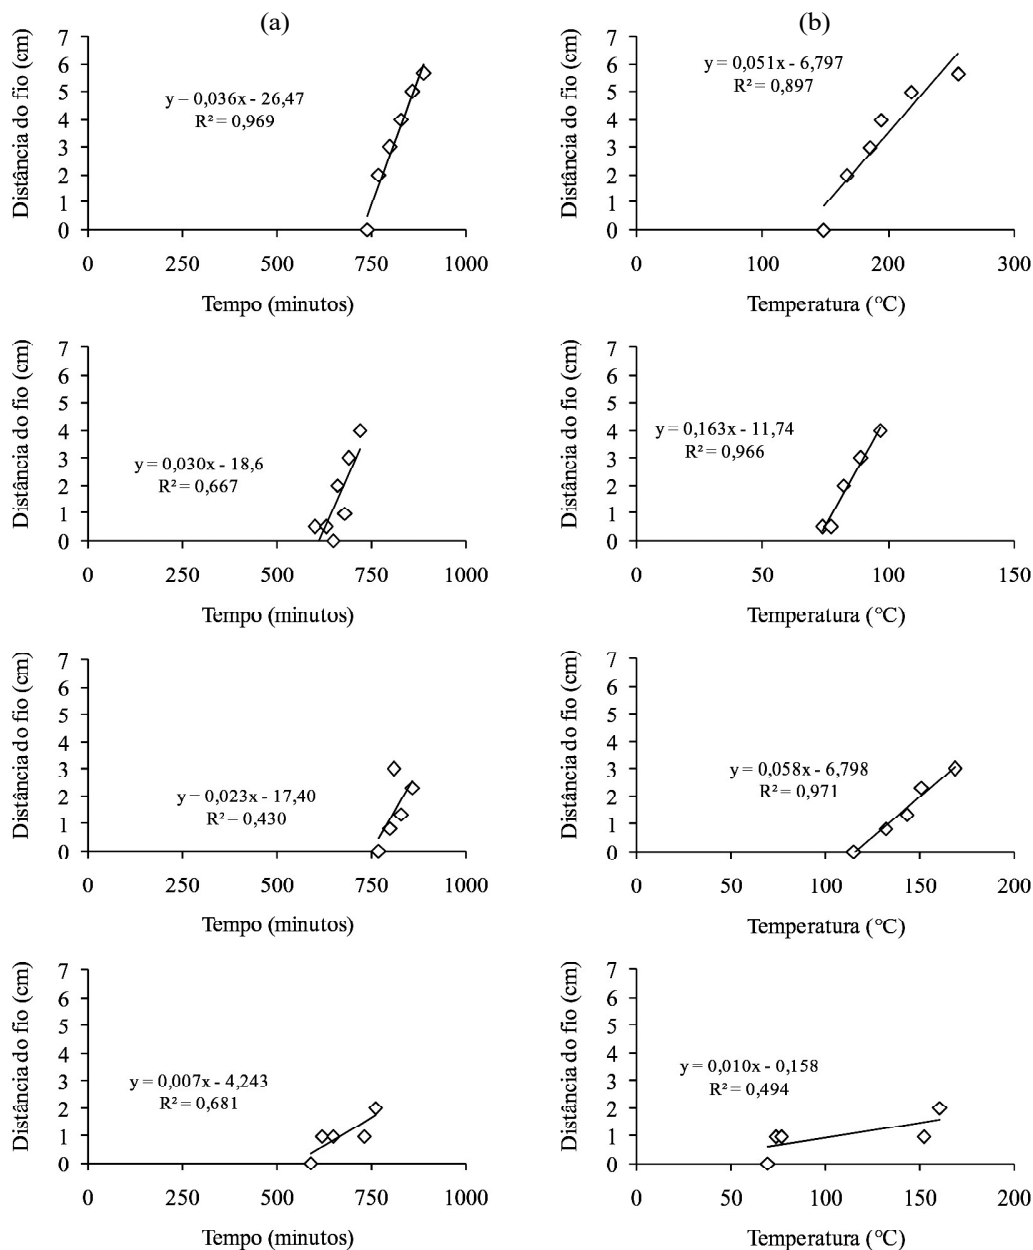 (a)
Distância do fio (cm)
7
6
5
4
3
2
1
0
y – 0,036x - 26,47
R² = 0,969
0 250 500 750 1000
Tempo (minutos)
(b)
Distância do fio (cm)
7
6
5
4
3
2
1
0
y = 0,051x - 6,797
R² = 0,897
0 100 200 300
Temperatura (°C)
Distância do fio (cm)
7
6
5
4
3
2
1
0
y = 0,030x - 18,6
R² = 0,667
0 250 500 750 1000
Tempo (minutos)
Distância do fio (cm)
7
6
5
4
3
2
1
0
y = 0,163x - 11,74
R² = 0,966
0 50 100 150
Temperatura (°C)
Distância do fio (cm)
7
6
5
4
3
2
1
0
y – 0,023x - 17,40
R² – 0,430
0 250 500 750 1000
Tempo (minutos)
Distância do fio (cm)
7
6
5
4
3
2
1
0
y = 0,058x - 6,798
R² = 0,971
0 50 100 150 200
Temperatura (°C)
Distância do fio (cm)
7
6
5
4
3
2
1
0
y = 0,007x - 4,243
R² = 0,681
0 250 500 750 1000
Tempo (minutos)
Distância do fio (cm)
7
6
5
4
3
2
1
0
y = 0,010x - 0,158
R² = 0,494
0 50 100 150 200
Temperatura (°C)